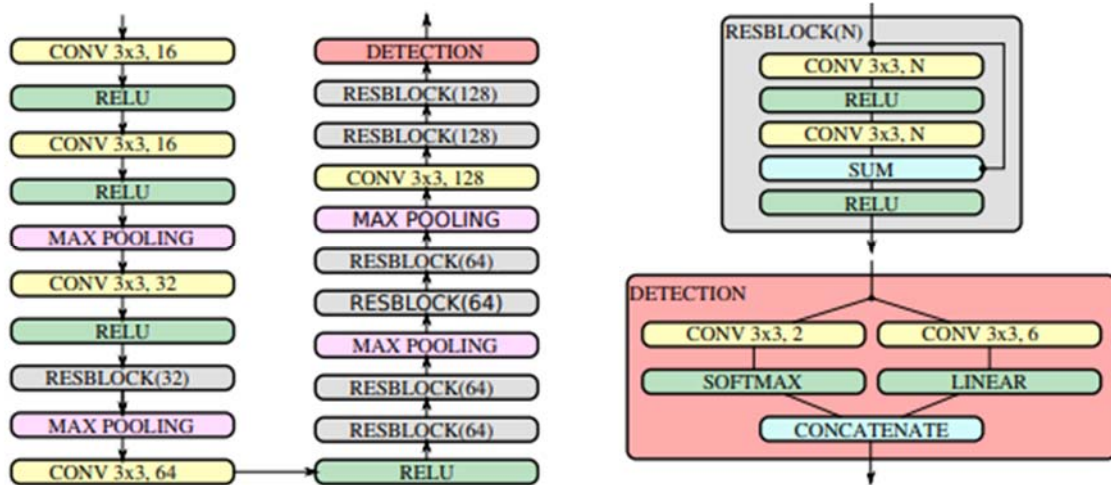 CONV 3x3, 16
RELU
CONV 3x3, 16
RELU
MAX POOLING
CONV 3x3, 32
RELU
RESBLOCK(32)
MAX POOLING
CONV 3x3, 64
DETECTION
RESBLOCK(128)
RESBLOCK(128)
CONV 3x3, 128
MAX POOLING
RESBLOCK(64)
RESBLOCK(64)
MAX POOLING
RESBLOCK(64)
RESBLOCK(64)
RELU
RESBLOCK(N)
CONV 3x3, N
RELU
CONV 3x3, N
SUM
RELU
DETECTION
CONV 3x3, 2
CONV 3x3, 6
SOFTMAX
LINEAR
CONCATENATE